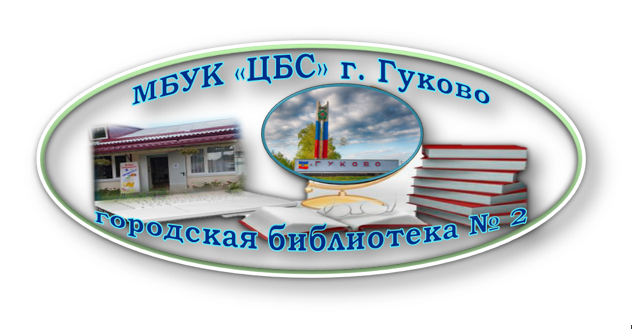 МБУК «ЦБС» г. Гуково
ГУКОВО
городская библиотека № 2